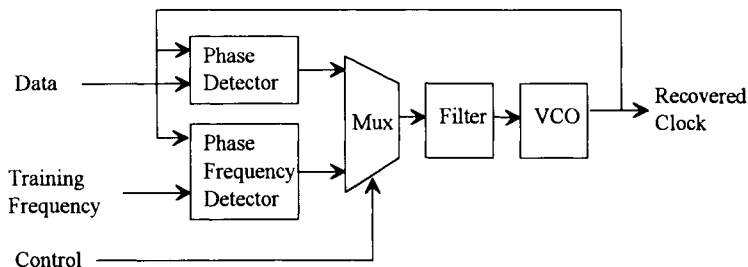 Phase
Detector
Data
Mux
Filter
VCO
Recovered
Clock
Phase
Frequency
Detector
Training
Frequency
Control